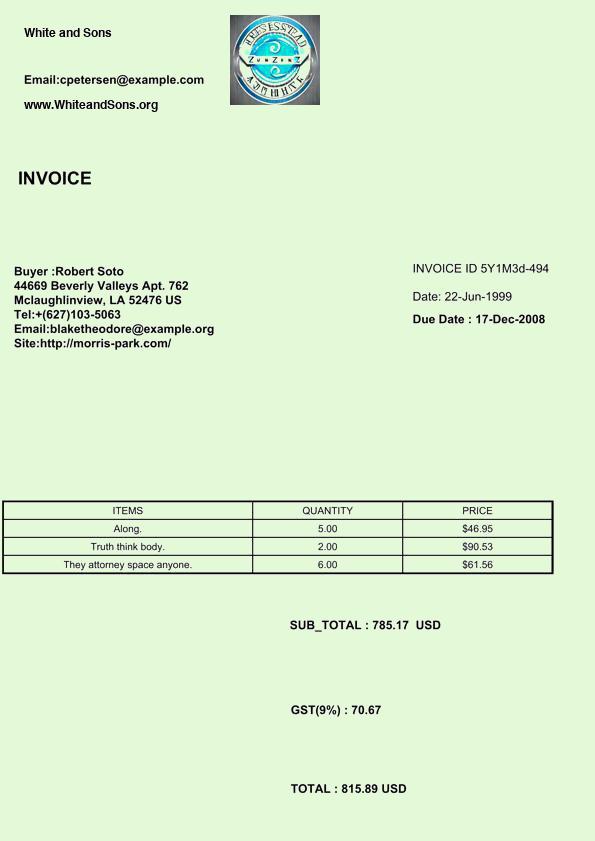 White and Sons
Email:cpetersen@example.com
www.WhiteandSons.org
INVOICE
Buyer :Robert Soto
44669 Beverly Valleys Apt. 762
Mclaughlinview, LA 52476 US
Tel:+(627)103-5063
Email:blaketheodore@example.org
Site:http://morris-park.com/
INVOICE ID 5Y1M3d-494
Date: 22-Jun-1999
Due Date : 17-Dec-2008
ITEMS QUANTITY PRICE
Along. 5.00 $46.95
Truth think body. 2.00 $90.53
They attorney space anyone. 6.00 $61.56
SUB_TOTAL : 785.17 USD
GST(9%) : 70.67
TOTAL : 815.89 USD